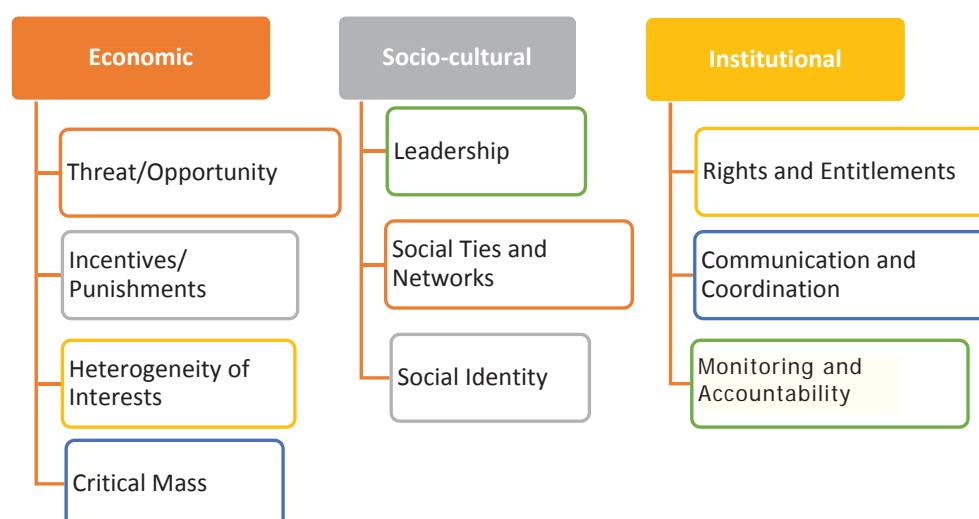 Economic
Threat/Opportunity
Incentives/
Punishments
Heterogeneity of
Interests
Critical Mass
Socio-cultural
Leadership
Social Ties and
Networks
Social Identity
Institutional
Rights and Entitlements
Communication and
Coordination
Monitoring and
Accountability